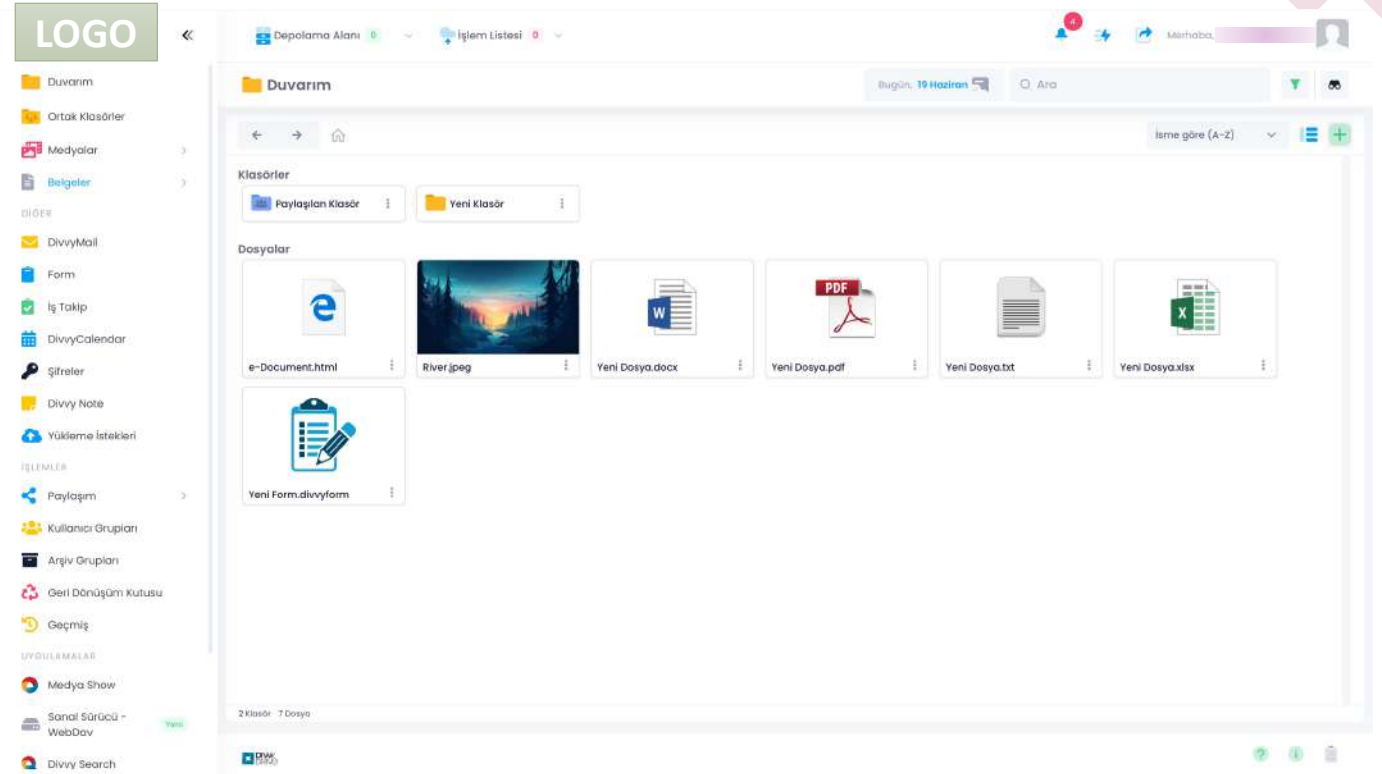 LOGO
Depolama Alanı 0
İşlem Listesi 0
4
Merhaba,
Duvarım
Ortak Klasörler
Medyalar
Belgeler
DİĞER
DivvyMail
Form
İş Takip
DivvyCalendar
Şifreler
Divvy Note
Yükleme İstekleri
İŞLEMLER
Paylaşım
Kullanıcı Grupları
Arşiv Grupları
Geri Dönüşüm Kutusu
Geçmiş
UYGULAMALAR
Medya Show
Sanal Sürücü -
WebDav
Yeni
Divvy Search
Duvarım
Bugün, 19 Haziran
Ara
İsme göre (A-Z)
Klasörler
Paylaşılan Klasör
Yeni Klasör
Dosyalar
e
W
PDF
X
e-Document.html
River.jpeg
Yeni Dosya.docx
Yeni Dosya.pdf
Yeni Dosya.txt
Yeni Dosya.xlsx
Yeni Form.divvyform
2 Klasör 7 Dosya